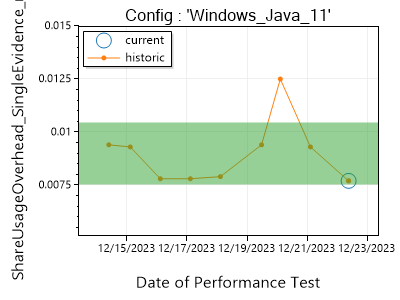 Config : 'Windows_Java_11'
ShareUsageOverhead_SingleEvidence_
current
historic
0.015
0.0125
0.01
0.0075
12/15/2023
12/17/2023
12/19/2023
12/21/2023
12/23/2023
Date of Performance Test